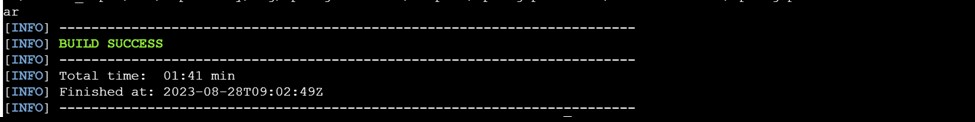 ar
[INFO] ------------------------------------------------------------------------
[INFO] BUILD SUCCESS
[INFO] ------------------------------------------------------------------------
[INFO] Total time:  01:41 min
[INFO] Finished at: 2023-08-28T09:02:49Z
[INFO] ------------------------------------------------------------------------